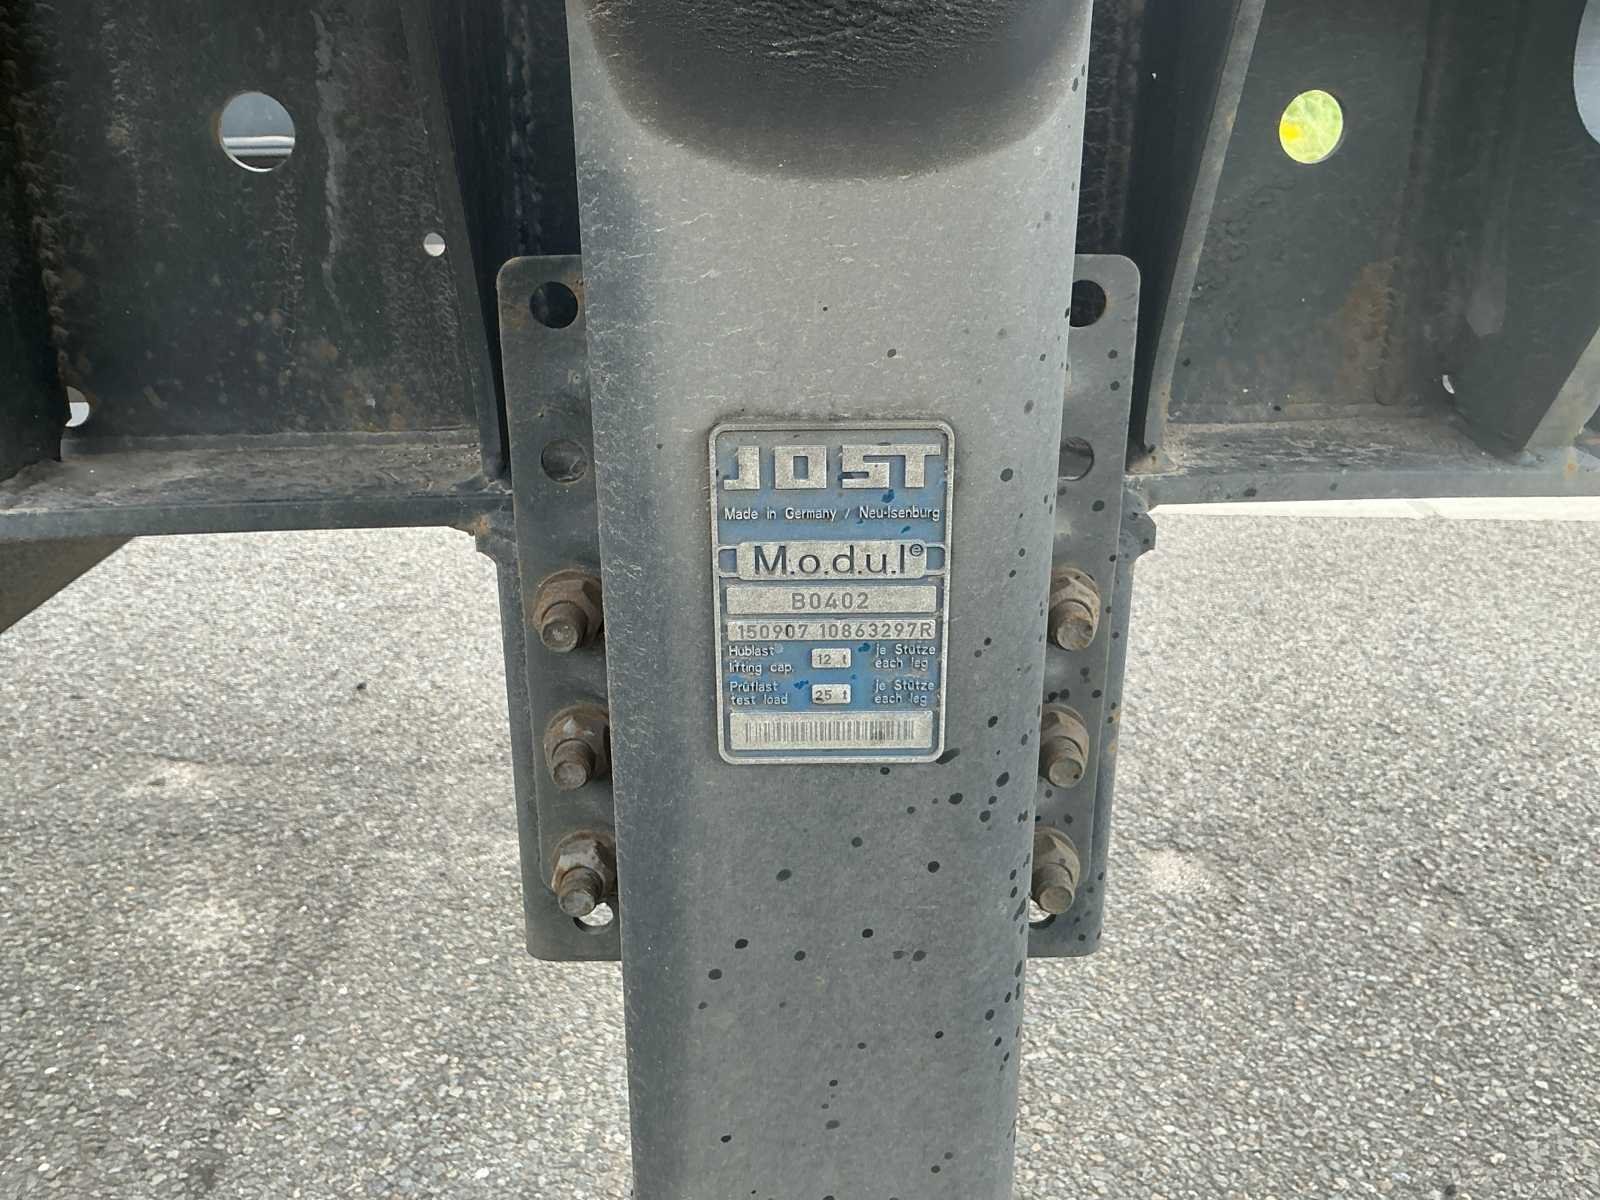 JOST
Made in Germany / Neu-Isenburg
M.o.d.u.l®
B0402
150907 10863297R
Hublast 12 t je Stütze
lifting cap. each leg
Prüflast 25 t je Stütze
test load each leg